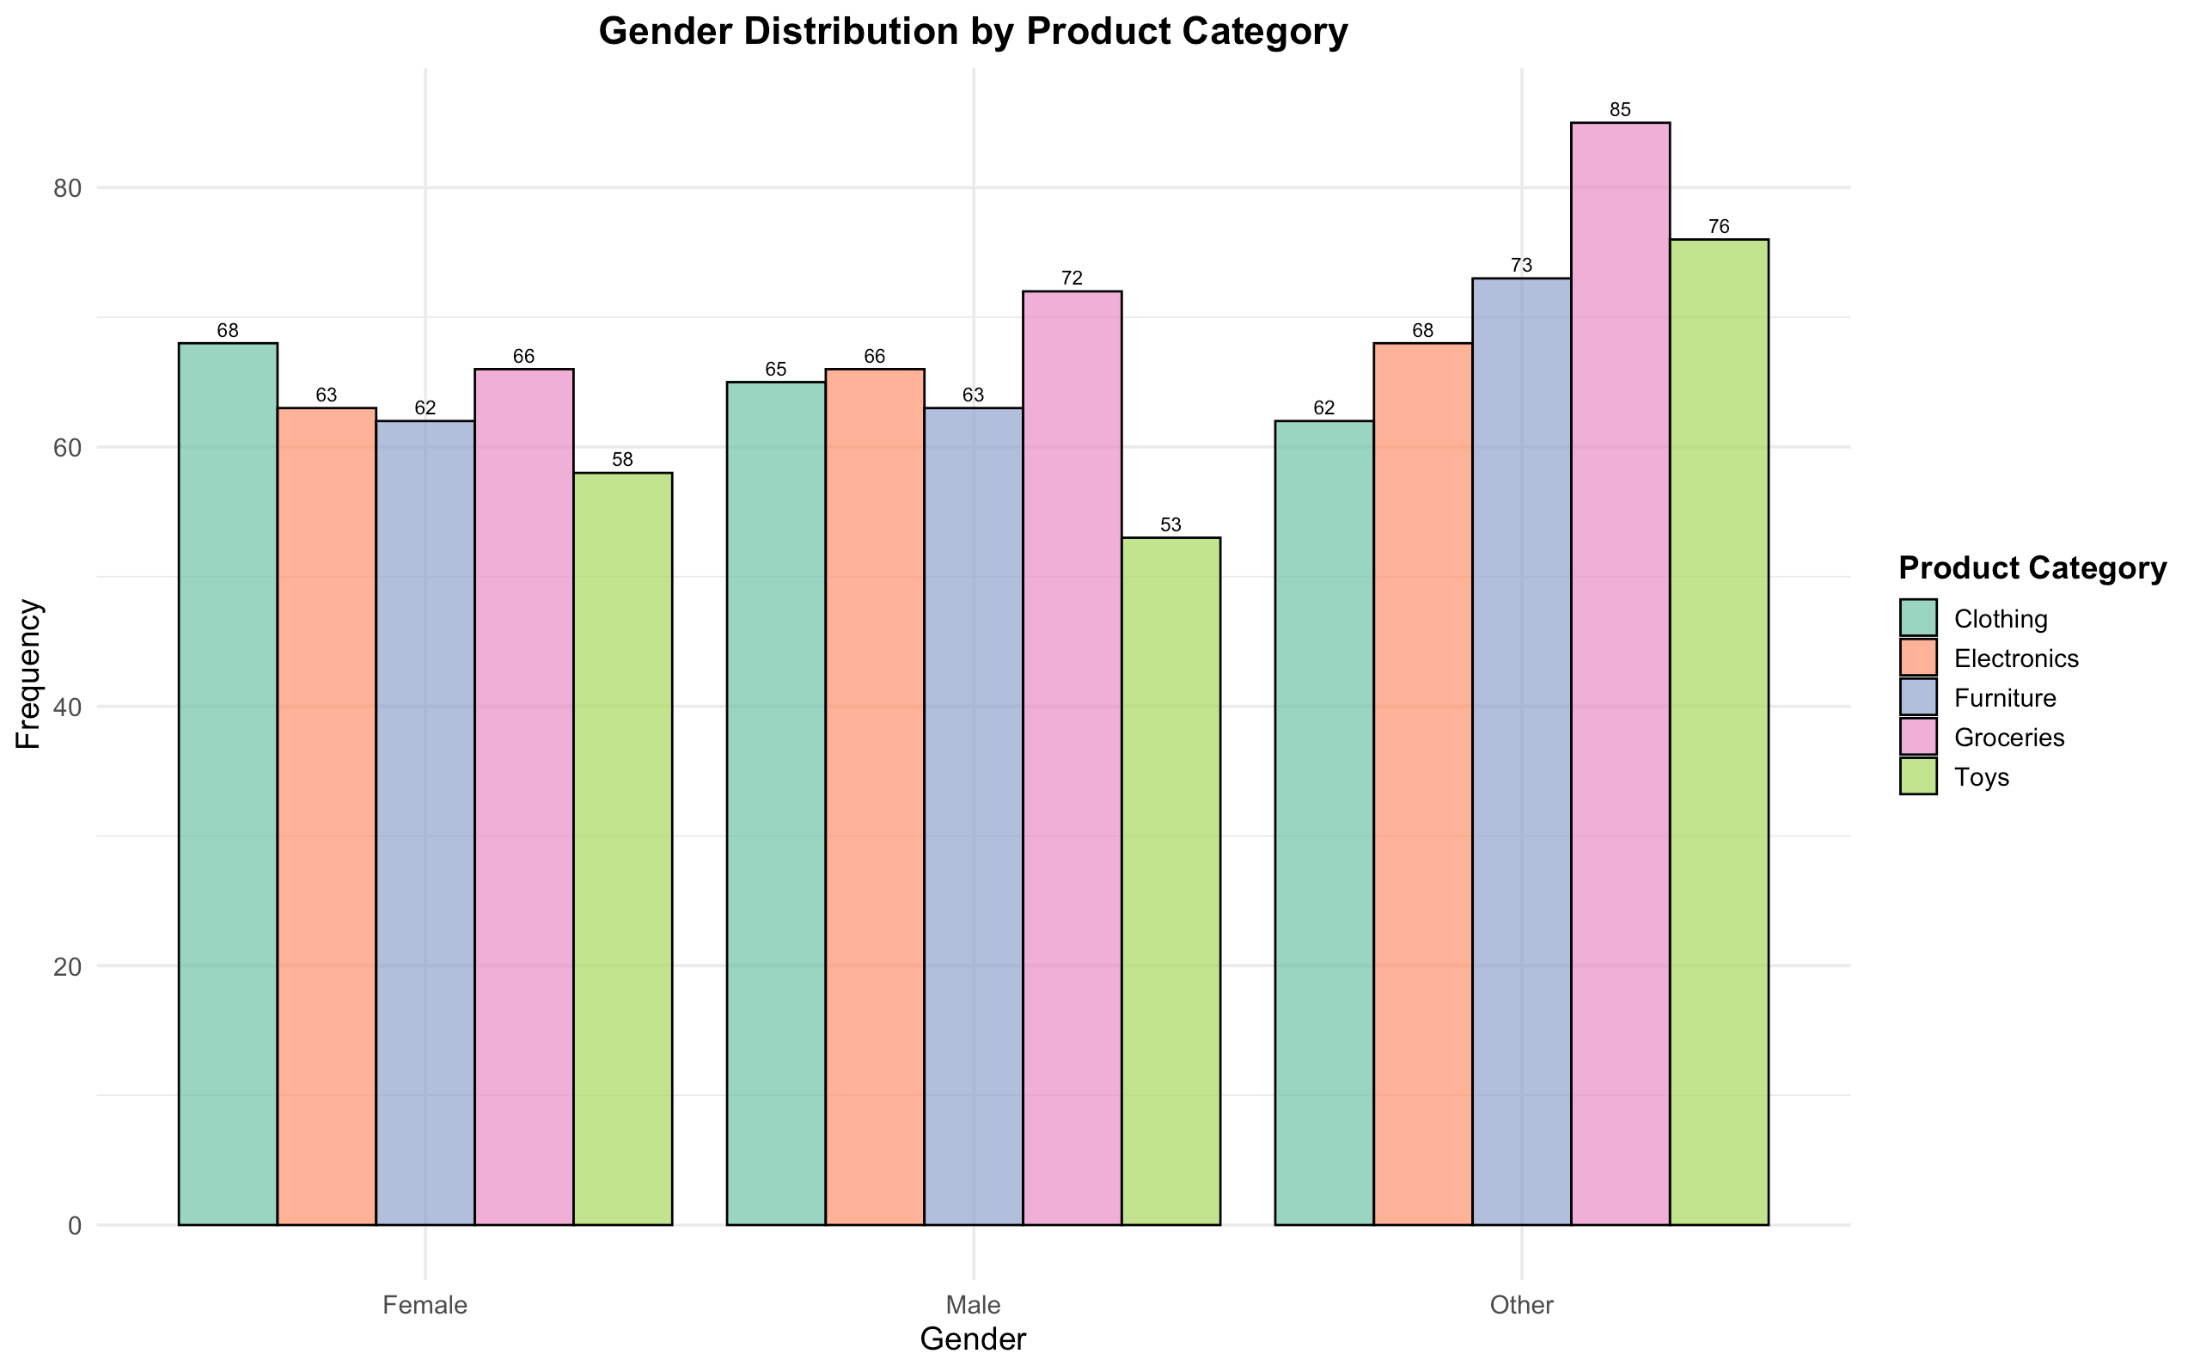 Gender Distribution by Product Category
85
80
76
73
72
68
68
66
66
65
63
63
62
62
60
58
53
Product Category
Clothing
Electronics
Furniture
Groceries
Toys
Frequency
40
20
0
Female
Male
Other
Gender